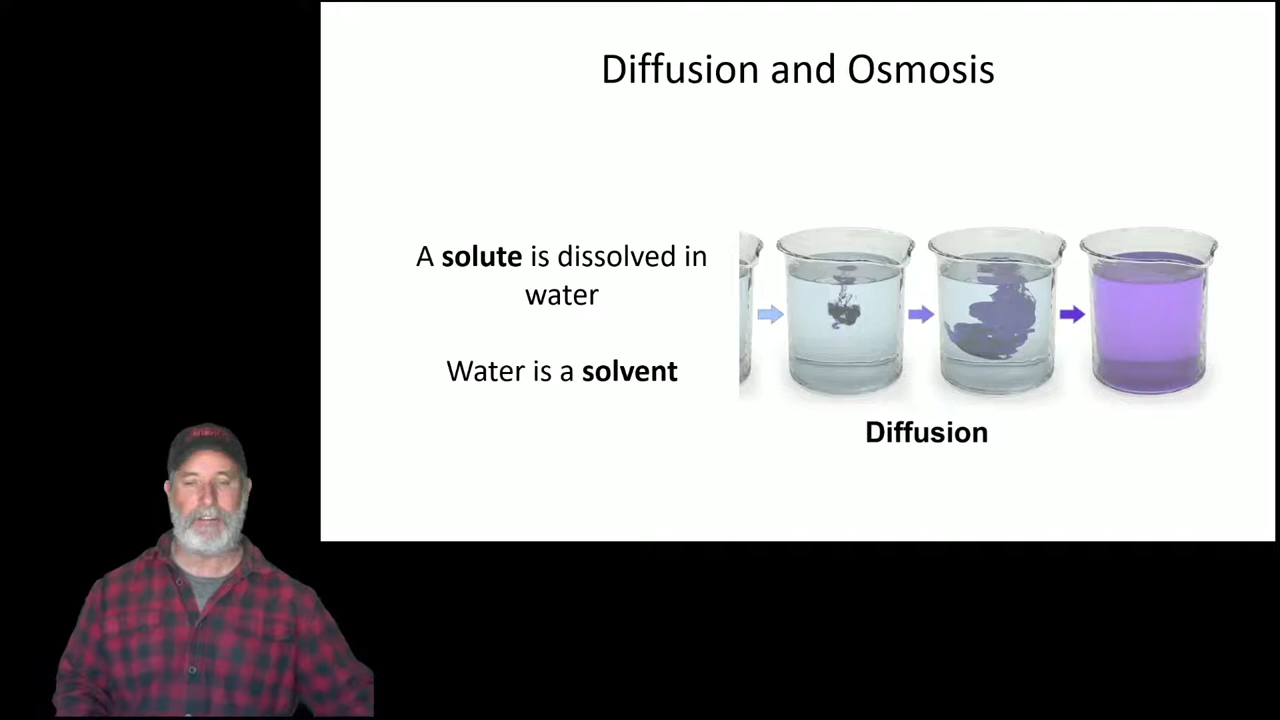 Diffusion and Osmosis
A solute is dissolved in
water
Water is a solvent
Diffusion